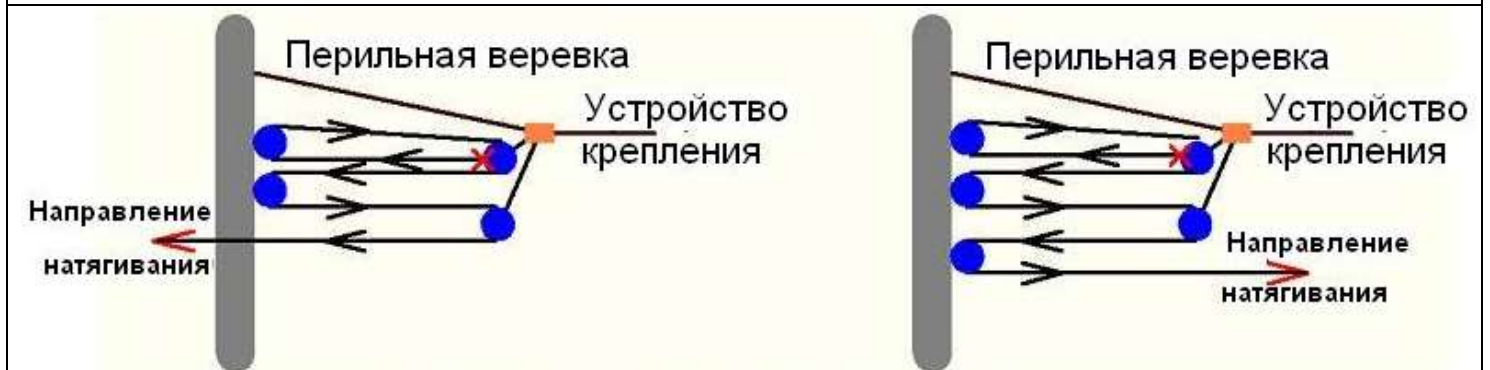 Перильная веревка
Устройство
крепления
Направление
натягивания
Перильная веревка
Устройство
крепления
Направление
натягивания